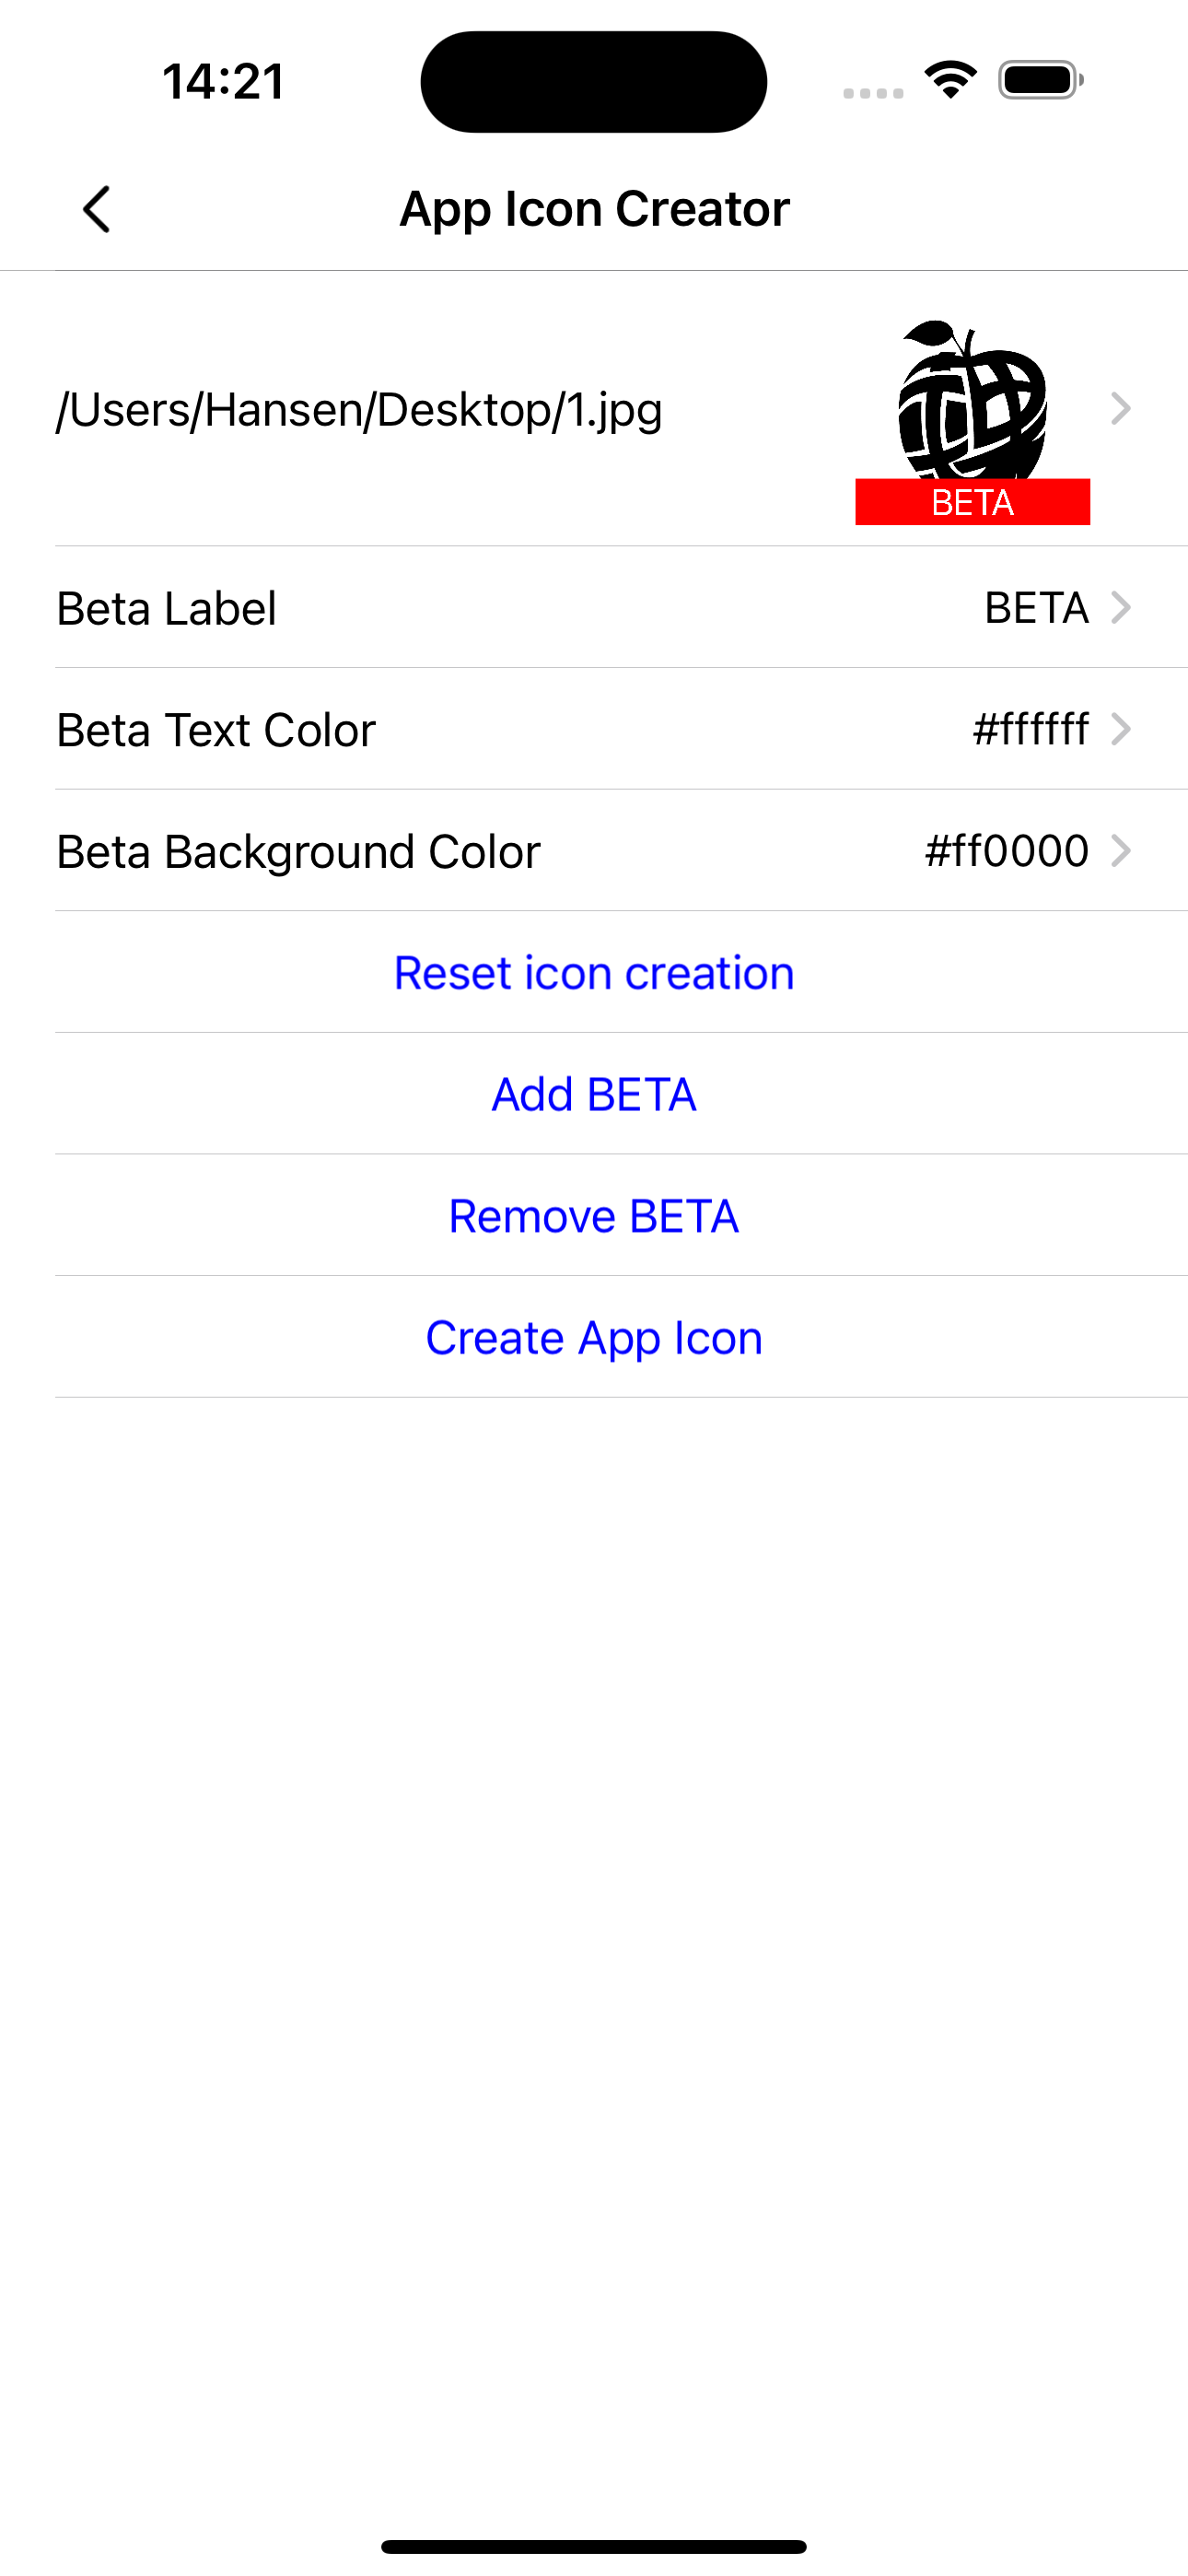 14:21
App Icon Creator
/Users/Hansen/Desktop/1.jpg
BETA
Beta Label BETA
Beta Text Color #ffffff
Beta Background Color #ff0000
Reset icon creation
Add BETA
Remove BETA
Create App Icon